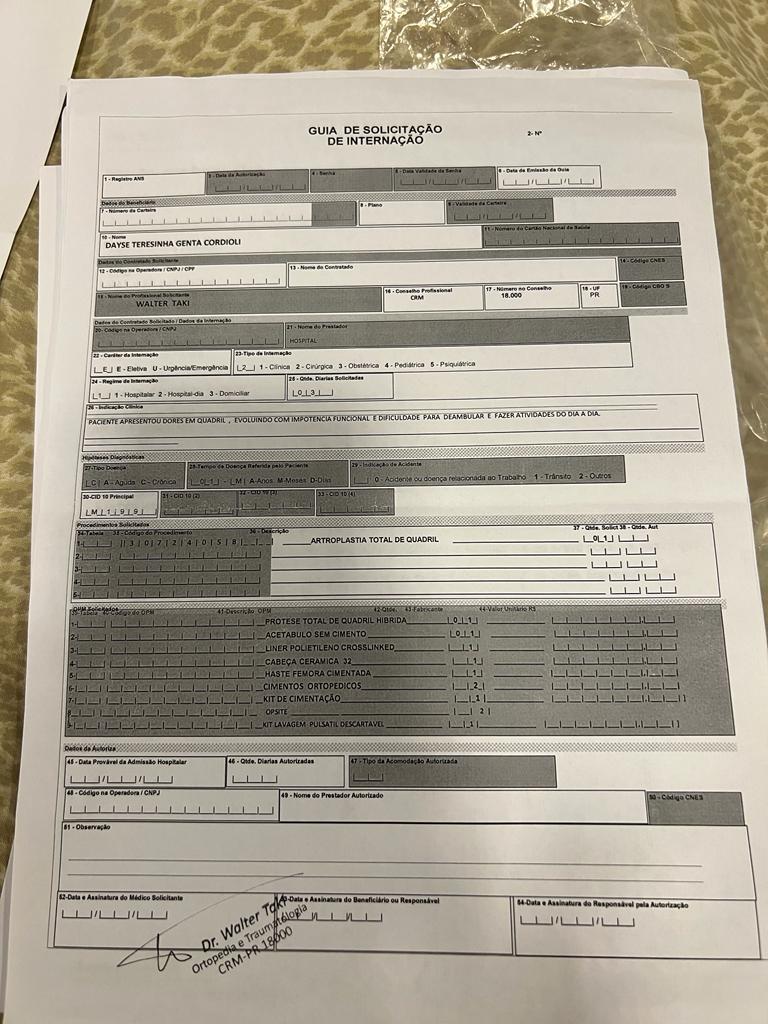 GUIA DE SOLICITAÇÃO
DE INTERNAÇÃO
2- Nº
1 - Registro ANS
3 - Data da Autorização
4 - Senha
5 - Data Validade da Senha
6 - Data de Emissão da Guia
Dados do Beneficiário
7 - Número da Carteira
8 - Plano
9 - Validade da Carteira
10 - Nome
DAYSE TERESINHA GENTA CORDIOLI
11 - Número do Cartão Nacional de Saúde
Dados do Contratado Solicitante
12 - Código na Operadora / CNPJ / CPF
13 - Nome do Contratado
14 - Código CNES
15 - Nome do Profissional Solicitante
WALTER TAKI
16 - Conselho Profissional
CRM
17 - Número no Conselho
18.000
18 - UF
PR
19 - Código CBO S
Dados do Contratado Solicitado / Dados da Internação
20 - Código na Operadora / CNPJ
21 - Nome do Prestador
HOSPITAL
22 - Caráter da Internação
E E - Eletiva U - Urgência/Emergência
23-Tipo de Internação
2 1 - Clínica 2 - Cirúrgica 3 - Obstétrica 4 - Pediátrica 5 - Psiquiátrica
24 - Regime de Internação
1 1 - Hospitalar 2 - Hospital-dia 3 - Domiciliar
25 - Qtde. Diarias Solicitadas
0 3
26 - Indicação Clínica
PACIENTE APRESENTOU DORES EM QUADRIL , EVOLUINDO COM IMPOTENCIA FUNCIONAL E DIFICULDADE PARA DEAMBULAR E FAZER ATIVIDADES DO DIA A DIA.
Hipóteses Diagnósticas
27-Tipo Doença
C A - Aguda C - Crônica
28-Tempo de Doença Referida pelo Paciente
0 1 - M A-Anos M-Meses D-Dias
29 - Indicação de Acidente
0 - Acidente ou doença relacionada ao Trabalho 1 - Trânsito 2 - Outros
30-CID 10 Principal
M 1 9 9
31 - CID 10 (2)
32 - CID 10 (3)
33 - CID 10 (4)
Procedimentos Solicitados
34-Tabela 35 - Código do Procedimento 36 - Descrição 37 - Qtde. Solict 38 - Qtde. Aut
1- 3 0 7 2 4 0 5 8 ARTROPLASTIA TOTAL DE QUADRIL 0 1
2-
3-
4-
5-
OPM Solicitados
39-Tabela 40-Código do OPM 41-Descrição OPM 42-Qtde. 43-Fabricante 44-Valor Unitário R$
1- PROTESE TOTAL DE QUADRIL HIBRIDA 0 1
2- ACETABULO SEM CIMENTO 0 1
3- LINER POLIETILENO CROSSLINKED 1
4- CABEÇA CERAMICA 32 1
5- HASTE FEMORA CIMENTADA 1
6- CIMENTOS ORTOPEDICOS 2
7- KIT DE CIMENTAÇÃO 1
8 OPSITE 2
9- KIT LAVAGEM PULSATIL DESCARTAVEL 1
Dados da Autoriza
45 - Data Provável da Admissão Hospitalar
46 - Qtde. Diarias Autorizadas
47 - Tipo da Acomodação Autorizada
48 - Código na Operadora / CNPJ
49 - Nome do Prestador Autorizado
50 - Código CNES
51 - Observação
52-Data e Assinatura do Médico Solicitante
Data e Assinatura do Beneficiário ou Responsável
54-Data e Assinatura do Responsável pela Autorização
Dr. Walter Taki
Ortopedia e Traumatologia
CRM-PR 18000